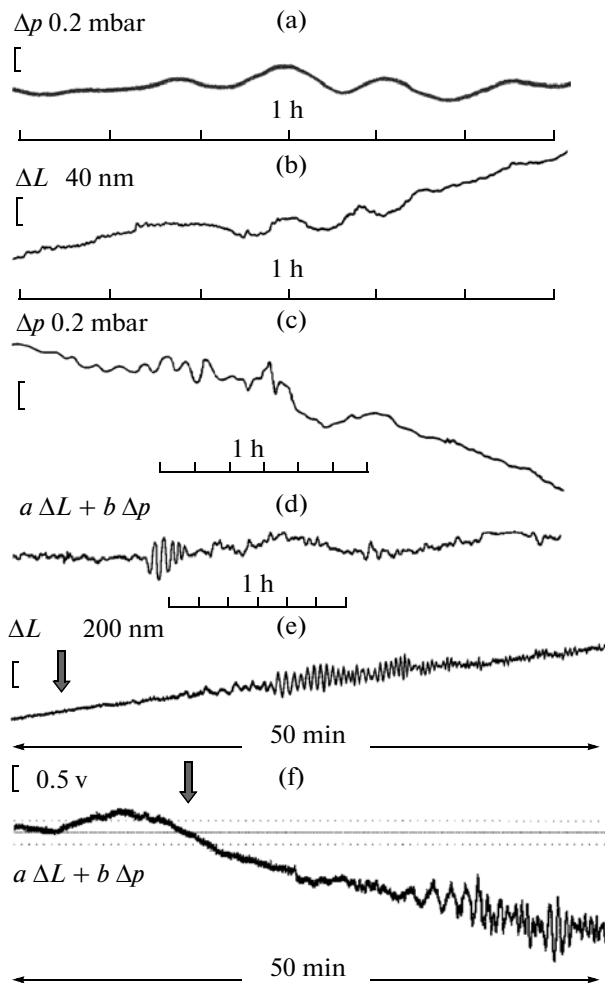 Δp 0.2 mbar (a)
1 h
ΔL 40 nm (b)
1 h
Δp 0.2 mbar (c)
1 h
a ΔL + b Δp (d)
1 h
ΔL 200 nm (e)
50 min
0.5 v (f)
a ΔL + b Δp
50 min